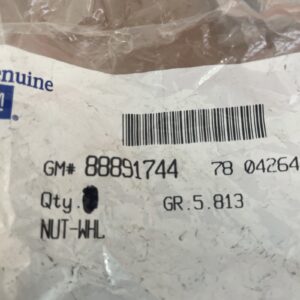 enuine
GM# 88891744 78 04264
Qty. GR.5.813
NUT-WHL